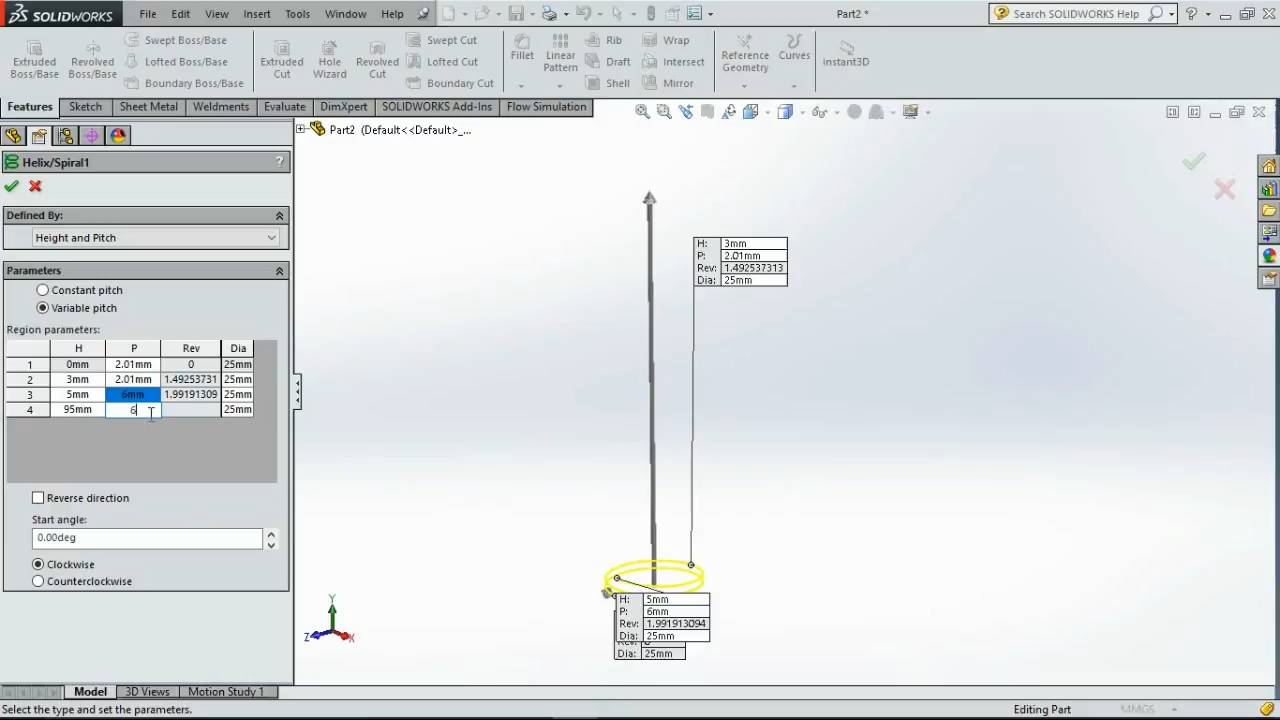 SOLIDWORKS File Edit View Insert Tools Window Help Part2 * Search SOLIDWORKS Help
Extruded Boss/Base
Revolved Boss/Base
Swept Boss/Base
Lofted Boss/Base
Boundary Boss/Base
Extruded Cut
Hole Wizard
Revolved Cut
Swept Cut
Lofted Cut
Boundary Cut
Fillet
Linear Pattern
Rib
Draft
Shell
Wrap
Intersect
Mirror
Reference Geometry
Curves
Instant3D
Features Sketch Sheet Metal Weldments Evaluate DimXpert SOLIDWORKS Add-Ins Flow Simulation
Part2 (Default<<Default>_...
Helix/Spiral1 ?
Defined By:
Height and Pitch
Parameters
Constant pitch
Variable pitch
Region parameters:
H P Rev Dia
1 0mm 2.01mm 0 25mm
2 3mm 2.01mm 1.49253731 25mm
3 5mm 6mm 1.99191309 25mm
4 95mm 6 25mm
Reverse direction
Start angle:
0.00deg
Clockwise
Counterclockwise
H: 3mm
P: 2.01mm
Rev: 1.492537313
Dia: 25mm
H: 5mm
P: 6mm
Rev: 1.991913094
Dia: 25mm
Dia: 25mm
Y
Z X
Model 3D Views Motion Study 1
Select the type and set the parameters. Editing Part MMGS